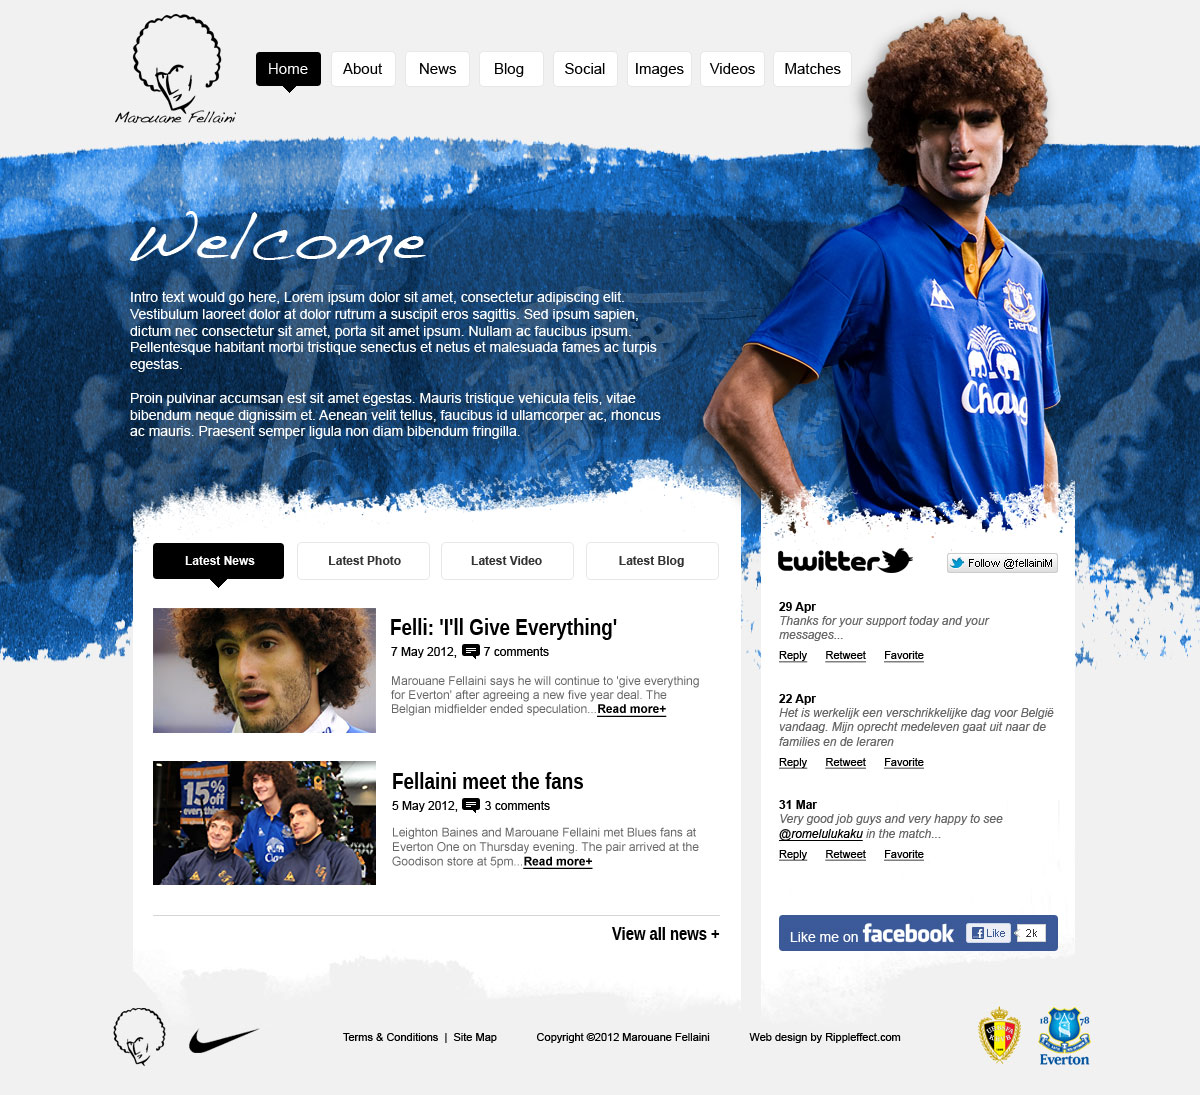 Marouane Fellaini
Home
About
News
Blog
Social
Images
Videos
Matches
Welcome
Intro text would go here, Lorem ipsum dolor sit amet, consectetur adipiscing elit.
Vestibulum laoreet dolor at dolor rutrum a suscipit eros sagittis. Sed ipsum sapien,
dictum nec consectetur sit amet, porta sit amet ipsum. Nullam ac faucibus ipsum.
Pellentesque habitant morbi tristique senectus et netus et malesuada fames ac turpis
egestas.
Proin pulvinar accumsan est sit amet egestas. Mauris tristique vehicula felis, vitae
bibendum neque dignissim et. Aenean velit tellus, faucibus id ullamcorper ac, rhoncus
ac mauris. Praesent semper ligula non diam bibendum fringilla.
Everton
Chang
Latest News
Latest Photo
Latest Video
Latest Blog
Felli: 'I'll Give Everything'
7 May 2012, 7 comments
Marouane Fellaini says he will continue to 'give everything
for Everton' after agreeing a new five year deal. The
Belgian midfielder ended speculation...Read more+
15%
off
everything
Fellaini meet the fans
5 May 2012, 3 comments
Leighton Baines and Marouane Fellaini met Blues fans at
Everton One on Thursday evening. The pair arrived at the
Goodison store at 5pm...Read more+
View all news +
twitter
Follow @fellainiM
29 Apr
Thanks for your support today and your
messages...
Reply Retweet Favorite
22 Apr
Het is werkelijk een verschrikkelijke dag voor België
vandaag. Mijn oprecht medeleven gaat uit naar de
families en de leraren
Reply Retweet Favorite
31 Mar
Very good job guys and very happy to see
@romelulukaku in the match...
Reply Retweet Favorite
Like me on facebook
Like
2k
Terms & Conditions | Site Map
Copyright ©2012 Marouane Fellaini
Web design by Rippleffect.com
1878
Everton